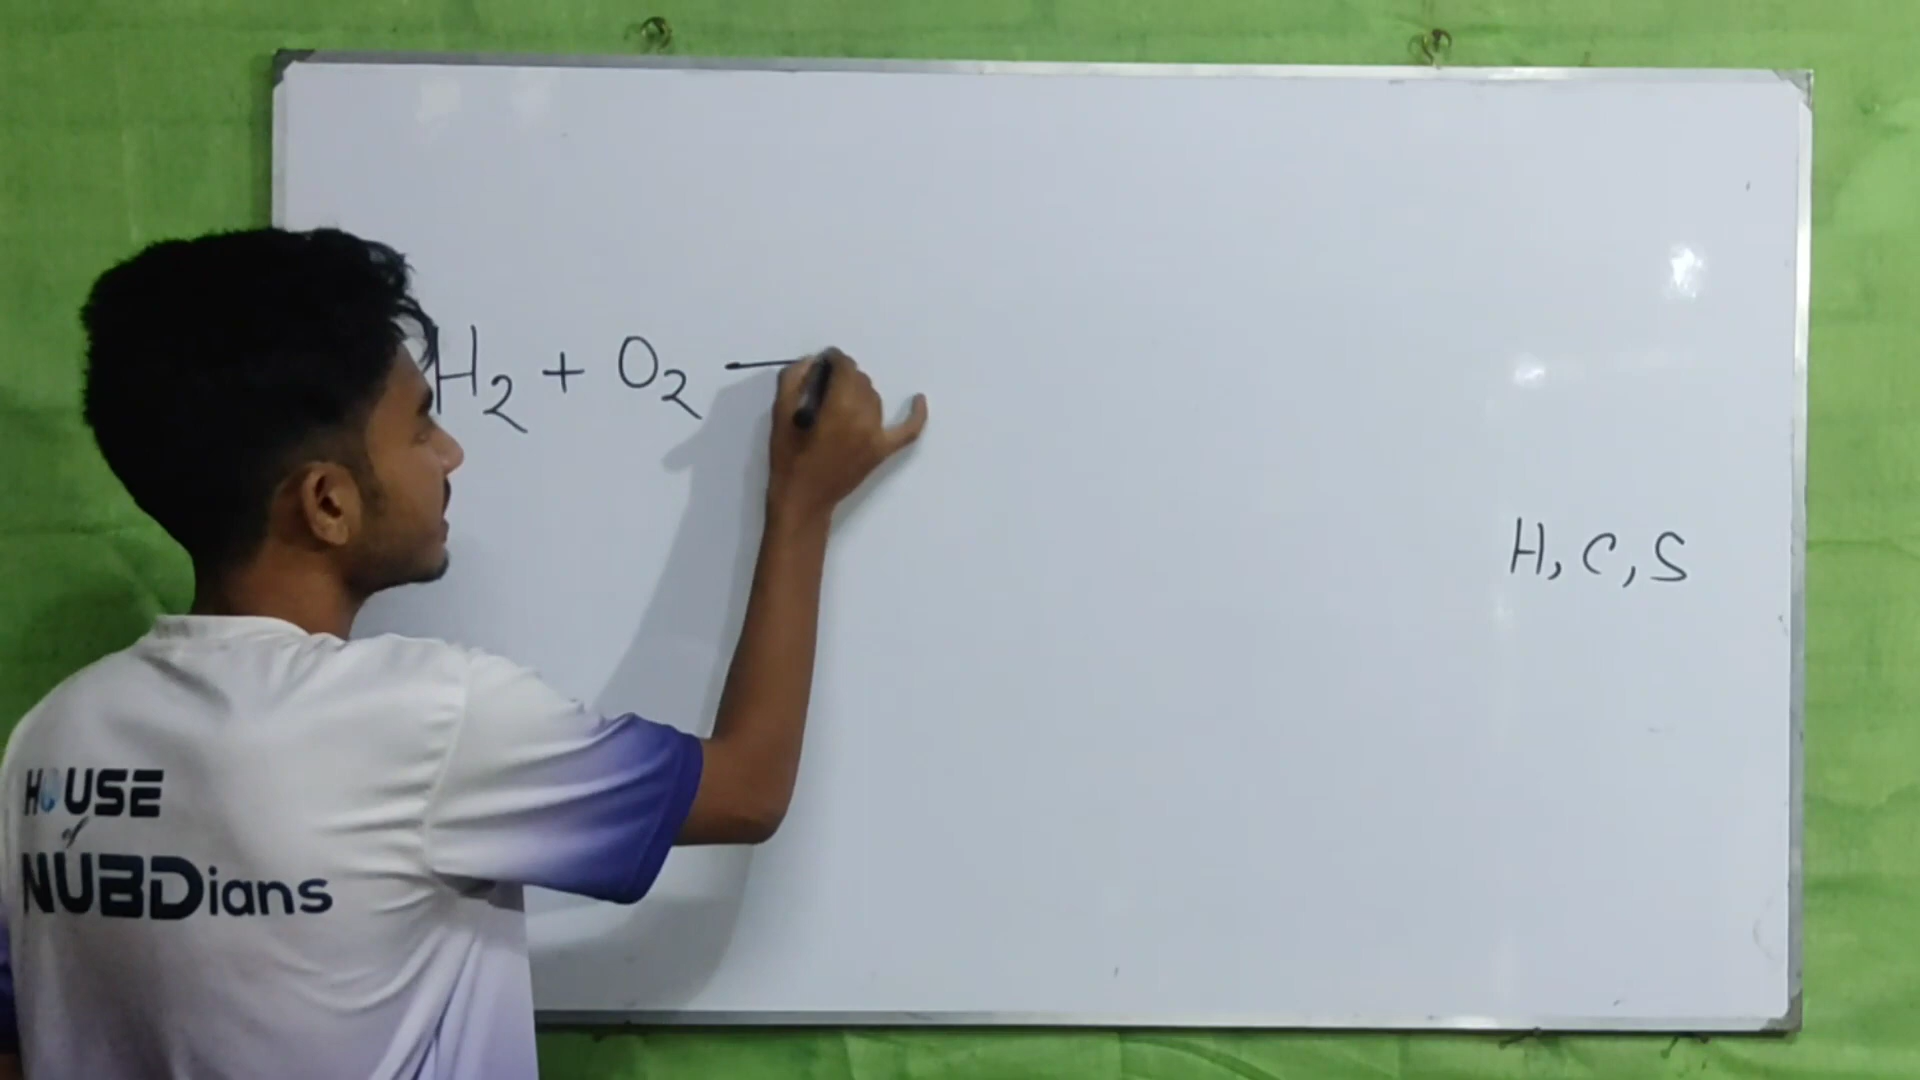 H₂ + O₂ —
H, C, S
HOUSE
of
NUBDians